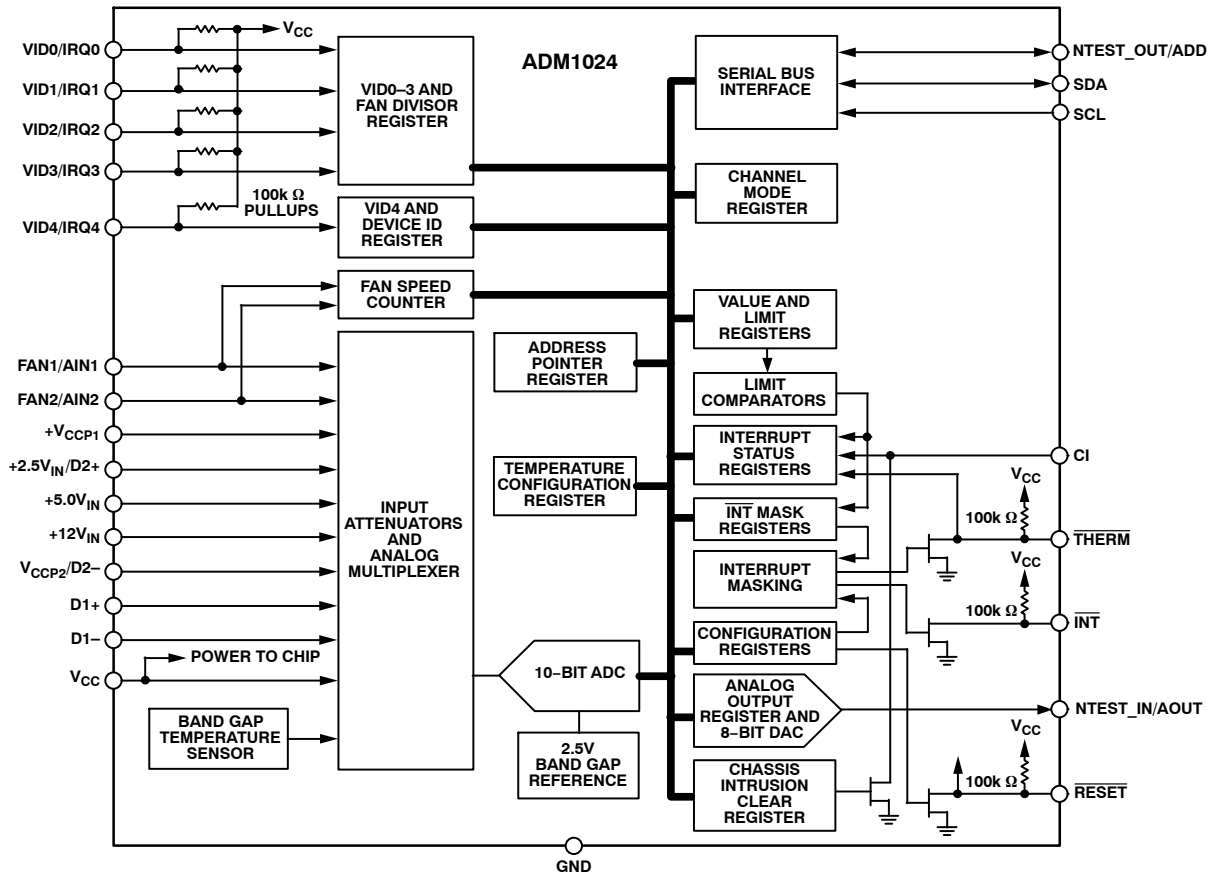 VID0/IRQ0
VID1/IRQ1
VID2/IRQ2
VID3/IRQ3
VID4/IRQ4
FAN1/AIN1
FAN2/AIN2
+VCCP1
+2.5VIN/D2+
+5.0VIN
+12VIN
VCCP2/D2–
D1+
D1–
VCC
VCC
100k Ω
PULLUPS
POWER TO CHIP
BAND GAP
TEMPERATURE
SENSOR
VID0–3 AND
FAN DIVISOR
REGISTER
VID4 AND
DEVICE ID
REGISTER
FAN SPEED
COUNTER
INPUT
ATTENUATORS
AND
ANALOG
MULTIPLEXER
ADM1024
ADDRESS
POINTER
REGISTER
TEMPERATURE
CONFIGURATION
REGISTER
10–BIT ADC
2.5V
BAND GAP
REFERENCE
SERIAL BUS
INTERFACE
CHANNEL
MODE
REGISTER
VALUE AND
LIMIT
REGISTERS
LIMIT
COMPARATORS
INTERRUPT
STATUS
REGISTERS
INT MASK
REGISTERS
INTERRUPT
MASKING
CONFIGURATION
REGISTERS
ANALOG
OUTPUT
REGISTER AND
8–BIT DAC
CHASSIS
INTRUSION
CLEAR
REGISTER
VCC
100k Ω
VCC
100k Ω
VCC
100k Ω
NTEST_OUT/ADD
SDA
SCL
CI
THERM
INT
NTEST_IN/AOUT
RESET
GND